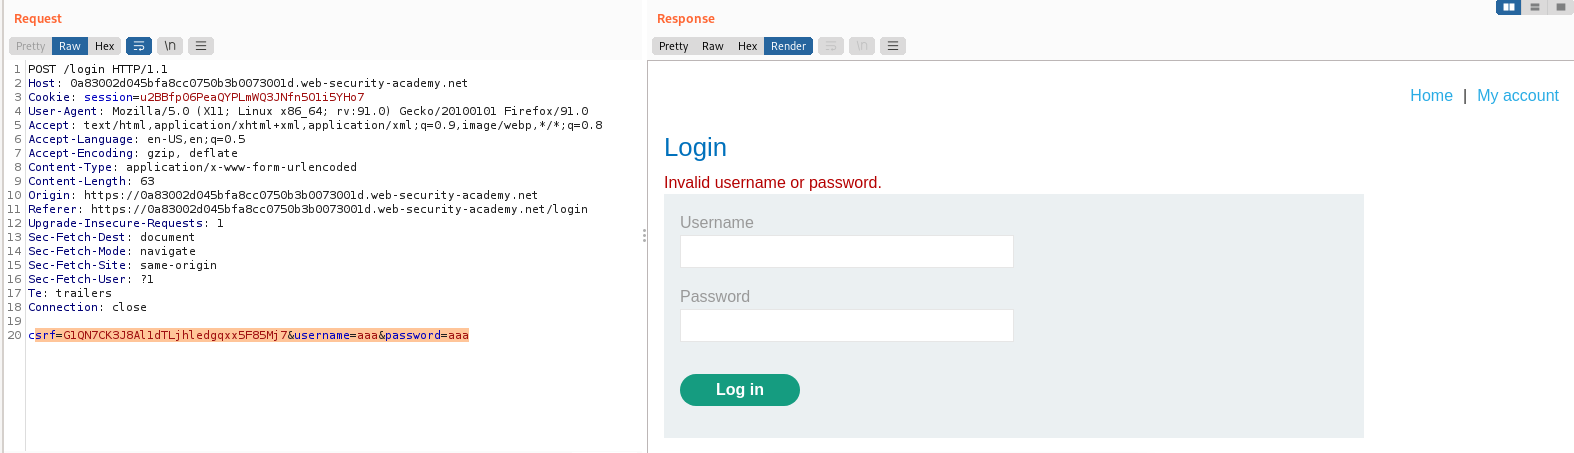 Request
Pretty Raw Hex \n
1 POST /login HTTP/1.1
2 Host: 0a83002d045bfa8cc0750b3b0073001d.web-security-academy.net
3 Cookie: session=u2BBfp06PeaQYPLmWQ3JNfn5O1i5YHo7
4 User-Agent: Mozilla/5.0 (X11; Linux x86_64; rv:91.0) Gecko/20100101 Firefox/91.0
5 Accept: text/html,application/xhtml+xml,application/xml;q=0.9,image/webp,*/*;q=0.8
6 Accept-Language: en-US,en;q=0.5
7 Accept-Encoding: gzip, deflate
8 Content-Type: application/x-www-form-urlencoded
9 Content-Length: 63
10 Origin: https://0a83002d045bfa8cc0750b3b0073001d.web-security-academy.net
11 Referer: https://0a83002d045bfa8cc0750b3b0073001d.web-security-academy.net/login
12 Upgrade-Insecure-Requests: 1
13 Sec-Fetch-Dest: document
14 Sec-Fetch-Mode: navigate
15 Sec-Fetch-Site: same-origin
16 Sec-Fetch-User: ?1
17 Te: trailers
18 Connection: close
19
20 csrf=G1QN7CK3J8Al1dTLjhledgqxx5F85Mj7&username=aaa&password=aaa
Response
Pretty Raw Hex Render \n
Home | My account
Login
Invalid username or password.
Username
Password
Log in